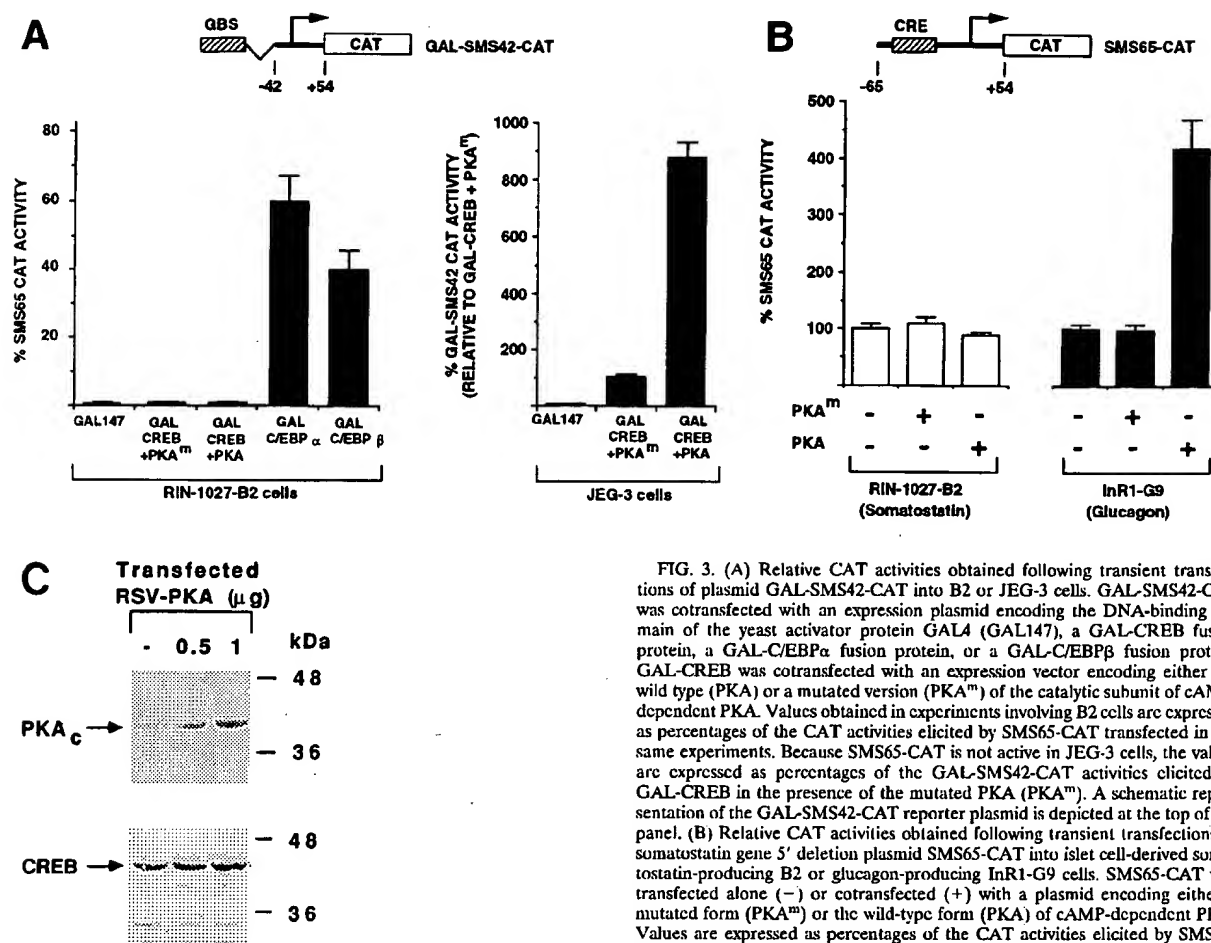 A
GBS
CAT
GAL-SMS42-CAT
-42
+54
% SMS65 CAT ACTIVITY
80
60
40
20
GAL147
GAL CREB +PKAᵐ
GAL CREB +PKA
GAL C/EBP α
GAL C/EBP β
RIN-1027-B2 cells
% GAL-SMS42 CAT ACTIVITY
(RELATIVE TO GAL-CREB + PKAᵐ)
1000
800
600
400
200
GAL147
GAL CREB +PKAᵐ
GAL CREB +PKA
JEG-3 cells
B
CRE
CAT
SMS65-CAT
-65
+54
% SMS65 CAT ACTIVITY
500
400
300
200
100
0
PKAᵐ - + - - + -
PKA - - + - - +
RIN-1027-B2
(Somatostatin)
InR1-G9
(Glucagon)
C
Transfected
RSV-PKA (μg)
- 0.5 1 kDa
48
PKAc
36
48
CREB
36
FIG. 3. (A) Relative CAT activities obtained following transient trans
tions of plasmid GAL-SMS42-CAT into B2 or JEG-3 cells. GAL-SMS42-C
was cotransfected with an expression plasmid encoding the DNA-binding
main of the yeast activator protein GAL4 (GAL147), a GAL-CREB fus
protein, a GAL-C/EBPα fusion protein, or a GAL-C/EBPβ fusion prot
GAL-CREB was cotransfected with an expression vector encoding either
wild type (PKA) or a mutated version (PKAᵐ) of the catalytic subunit of cAM
dependent PKA. Values obtained in experiments involving B2 cells are expres
as percentages of the CAT activities elicited by SMS65-CAT transfected in
same experiments. Because SMS65-CAT is not active in JEG-3 cells, the val
are expressed as percentages of the GAL-SMS42-CAT activities elicited
GAL-CREB in the presence of the mutated PKA (PKAᵐ). A schematic rep
sentation of the GAL-SMS42-CAT reporter plasmid is depicted at the top of
panel. (B) Relative CAT activities obtained following transient transfection
somatostatin gene 5' deletion plasmid SMS65-CAT into islet cell-derived som
tostatin-producing B2 or glucagon-producing InR1-G9 cells. SMS65-CAT
transfected alone (−) or cotransfected (+) with a plasmid encoding eithe
mutated form (PKAᵐ) or the wild-type form (PKA) of cAMP-dependent PK
Values are expressed as percentages of the CAT activities elicited by SMS